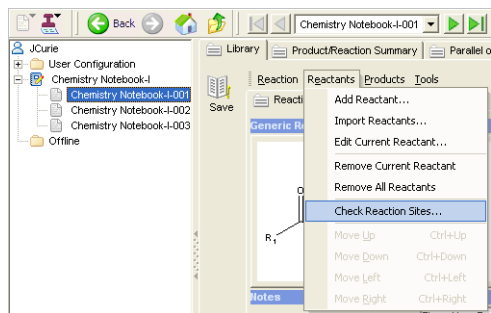 Back
Chemistry Notebook-I-001
JCurie
User Configuration
Chemistry Notebook-I
Chemistry Notebook-I-001
Chemistry Notebook-I-002
Chemistry Notebook-I-003
Offline
Library
Product/Reaction Summary
Parallel o
Save
Reaction Reactants Products Tools
Reacti
Generic Re
O
R1
Notes
Add Reactant...
Import Reactants...
Edit Current Reactant...
Remove Current Reactant
Remove All Reactants
Check Reaction Sites...
Move Up Ctrl+Up
Move Down Ctrl+Down
Move Left Ctrl+Left
Move Right Ctrl+Right